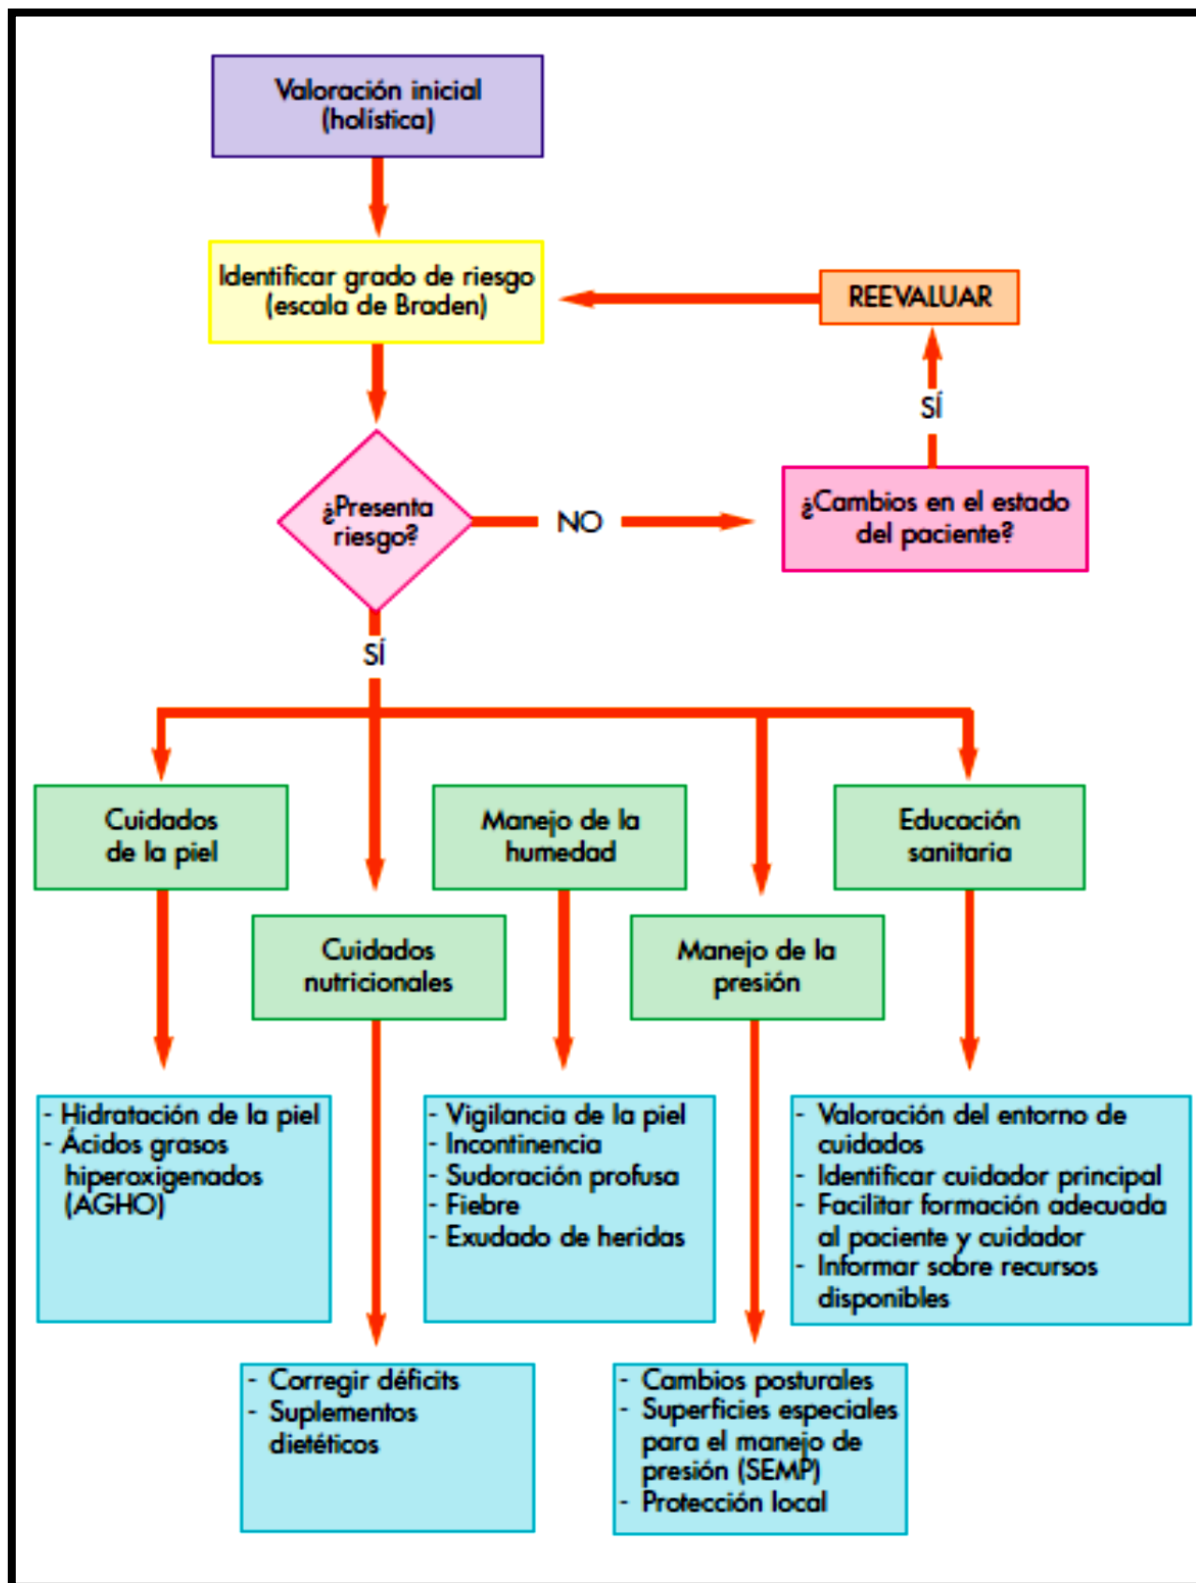 Valoración inicial
(holística)
Identificar grado de riesgo
(escala de Braden)
REEVALUAR
SÍ
¿Presenta
riesgo?
NO
¿Cambios en el estado
del paciente?
SÍ
Cuidados
de la piel
Manejo de la
humedad
Educación
sanitaria
Cuidados
nutricionales
Manejo de la
presión
- Hidratación de la piel
- Ácidos grasos
hiperoxigenados
(AGHO)
- Vigilancia de la piel
- Incontinencia
- Sudoración profusa
- Fiebre
- Exudado de heridas
- Valoración del entorno de
cuidados
- Identificar cuidador principal
- Facilitar formación adecuada
al paciente y cuidador
- Informar sobre recursos
disponibles
- Corregir déficits
- Suplementos
dietéticos
- Cambios posturales
- Superficies especiales
para el manejo de
presión (SEMP)
- Protección local